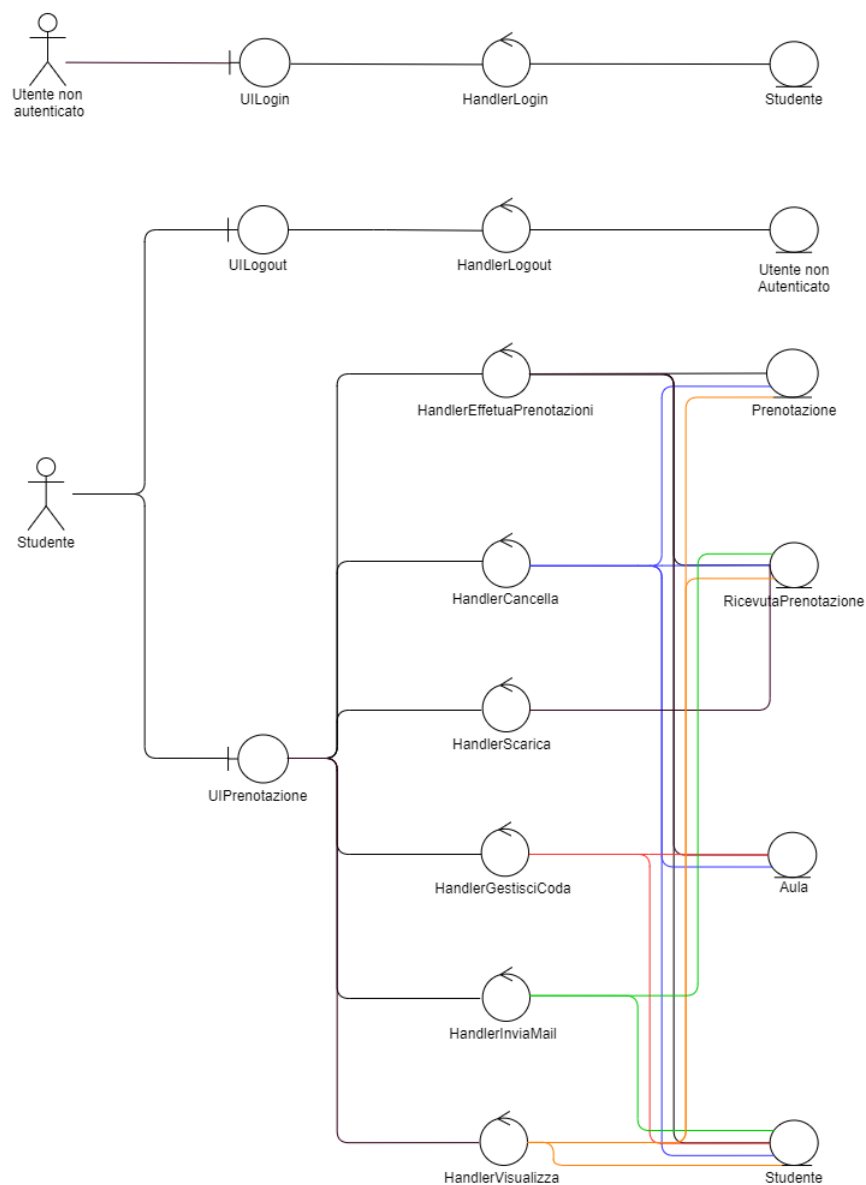 Utente non
autenticato
UILogin
HandlerLogin
Studente
UILogout
HandlerLogout
Utente non
Autenticato
HandlerEffetuaPrenotazioni
Prenotazione
Studente
HandlerCancella
RicevutaPrenotazione
HandlerScarica
UIPrenotazione
HandlerGestisciCoda
Aula
HandlerInviaMail
HandlerVisualizza
Studente